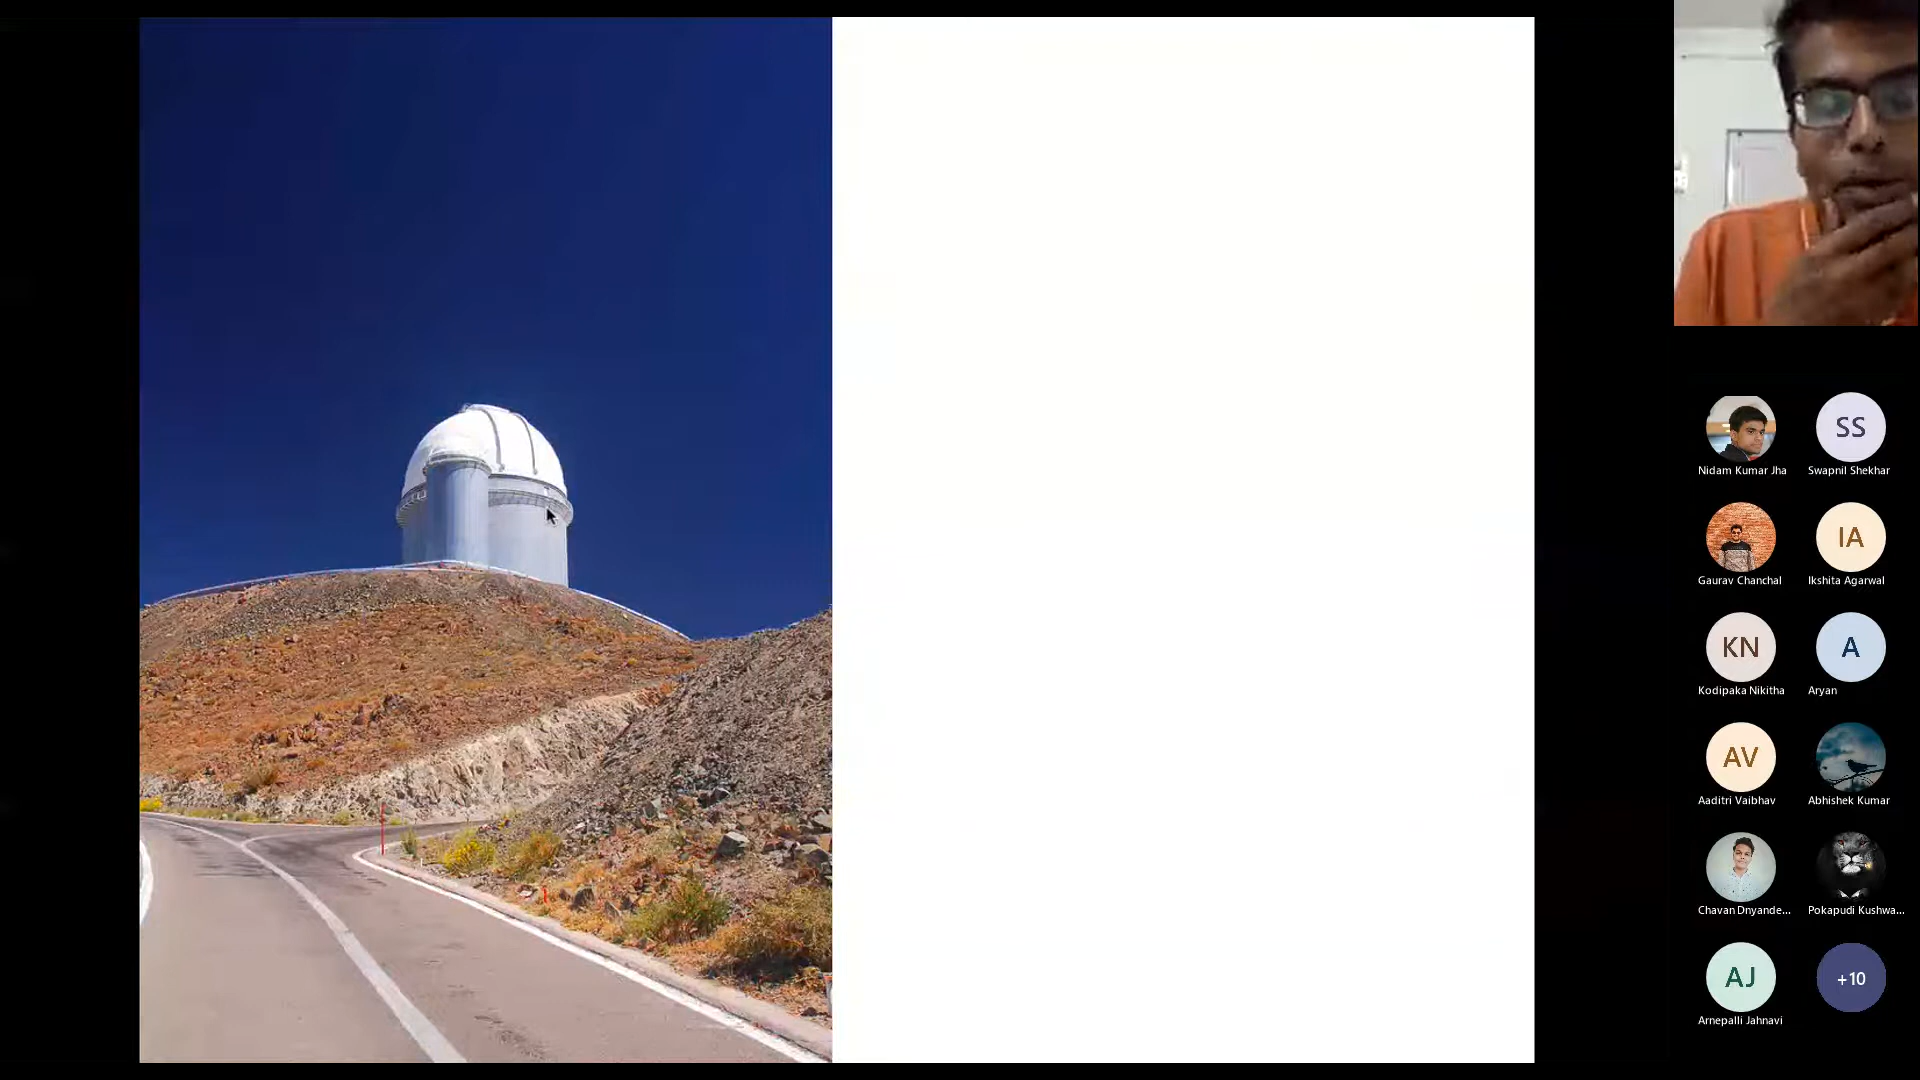 Nidam Kumar Jha
SS
Swapnil Shekhar
Gaurav Chanchal
IA
Ikshita Agarwal
KN
Kodipaka Nikitha
A
Aryan
AV
Aaditri Vaibhav
Abhishek Kumar
Chavan Dnyande...
Pokapudi Kushwa...
AJ
Arnepalli Jahnavi
+10